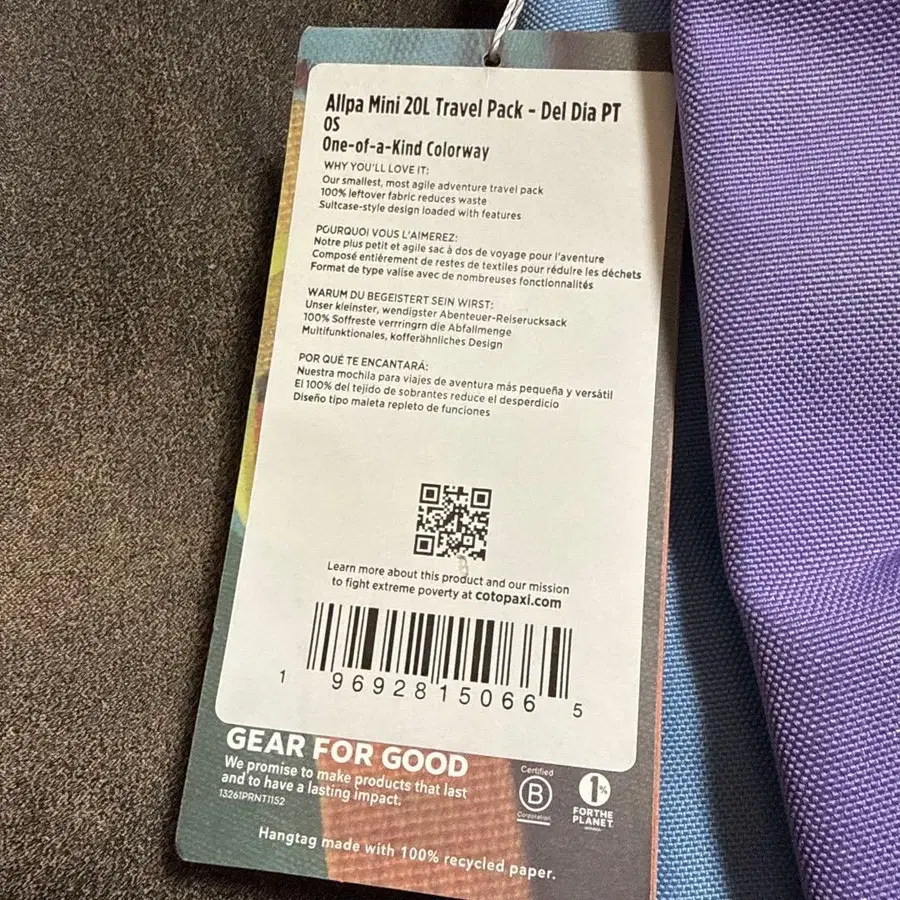 Allpa Mini 20L Travel Pack - Del Dia PT
OS
One-of-a-Kind Colorway
WHY YOU'LL LOVE IT:
Our smallest, most agile adventure travel pack
100% leftover fabric reduces waste
Suitcase-style design loaded with features
POURQUOI VOUS L'AIMEREZ:
Notre plus petit et agile sac à dos de voyage pour l'aventure
Composé entièrement de restes de textiles pour réduire les déchets
Format de type valise avec de nombreuses fonctionnalités
WARUM DU BEGEISTERT SEIN WIRST:
Unser kleinster, wendigster Abenteuer-Reiserucksack
100% Soffreste verrringrn die Abfallmenge
Multifunktionales, kofferähnliches Design
POR QUÉ TE ENCANTARÁ:
Nuestra mochila para viajes de aventura más pequeña y versátil
El 100% del tejido de sobrantes reduce el desperdicio
Diseño tipo maleta repleto de funciones
Learn more about this product and our mission
to fight extreme poverty at cotopaxi.com
1 96928 15066 5
GEAR FOR GOOD
We promise to make products that last
and to have a lasting impact.
13261PRNT1152
Certified
B
Corporation
1%
FOR THE
PLANET
Hangtag made with 100% recycled paper.